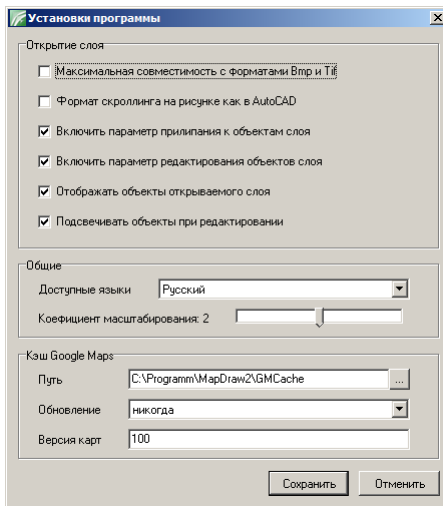 Установки программы
Открытие слоя
Максимальная совместимость с форматами Bmp и Tif
Формат скроллинга на рисунке как в AutoCAD
Включить параметр прилипания к объектам слоя
Включить параметр редактирования объектов слоя
Отображать объекты открываемого слоя
Подсвечивать объекты при редактировании
Общие
Доступные языки Русский
Коефициент масштабирования: 2
Кэш Google Maps
Путь C:\Programm\MapDraw2\GMCache ...
Обновление никогда
Версия карт 100
Сохранить Отменить